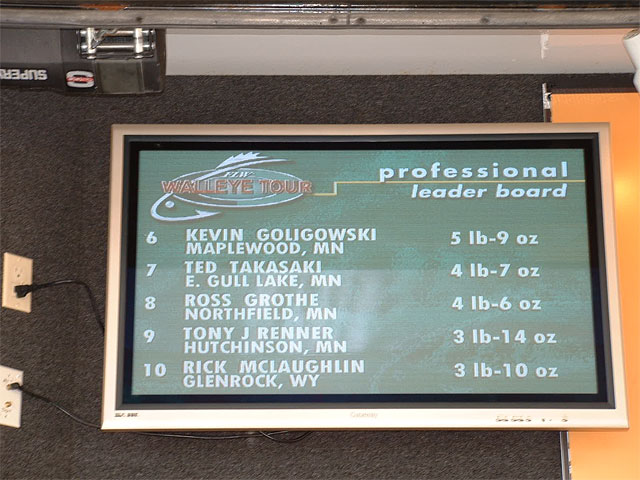 SUPER
FLW
WALLEYE TOUR
professional
leader board
6 KEVIN GOLIGOWSKI 5 lb-9 oz
MAPLEWOOD, MN
7 TED TAKASAKI 4 lb-7 oz
E. GULL LAKE, MN
8 ROSS GROTHE 4 lb-6 oz
NORTHFIELD, MN
9 TONY J RENNER 3 lb-14 oz
HUTCHINSON, MN
10 RICK MCLAUGHLIN 3 lb-10 oz
GLENROCK, WY
Gateway